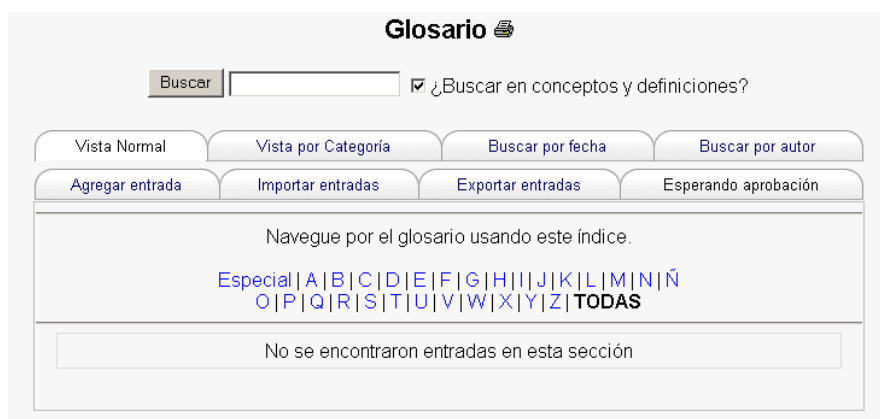 Glosario
Buscar ¿Buscar en conceptos y definiciones?
Vista Normal Vista por Categoría Buscar por fecha Buscar por autor
Agregar entrada Importar entradas Exportar entradas Esperando aprobación
Navegue por el glosario usando este índice.
Especial | A | B | C | D | E | F | G | H | I | J | K | L | M | N | Ñ
O | P | Q | R | S | T | U | V | W | X | Y | Z | TODAS
No se encontraron entradas en esta sección